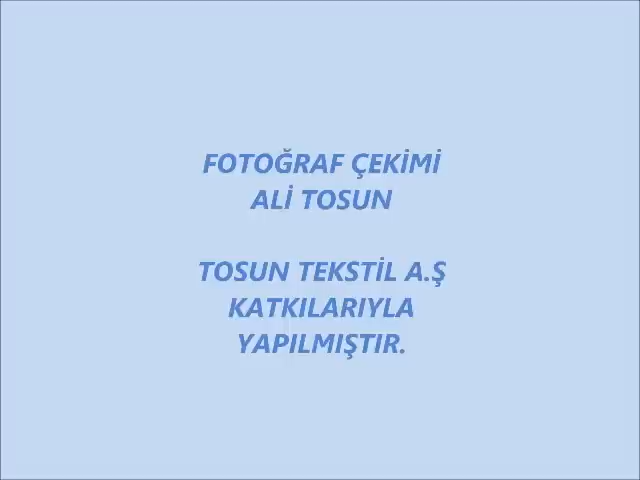 FOTOĞRAF ÇEKİMİ
ALİ TOSUN
TOSUN TEKSTİL A.Ş
KATKILARIYLA
YAPILMIŞTIR.